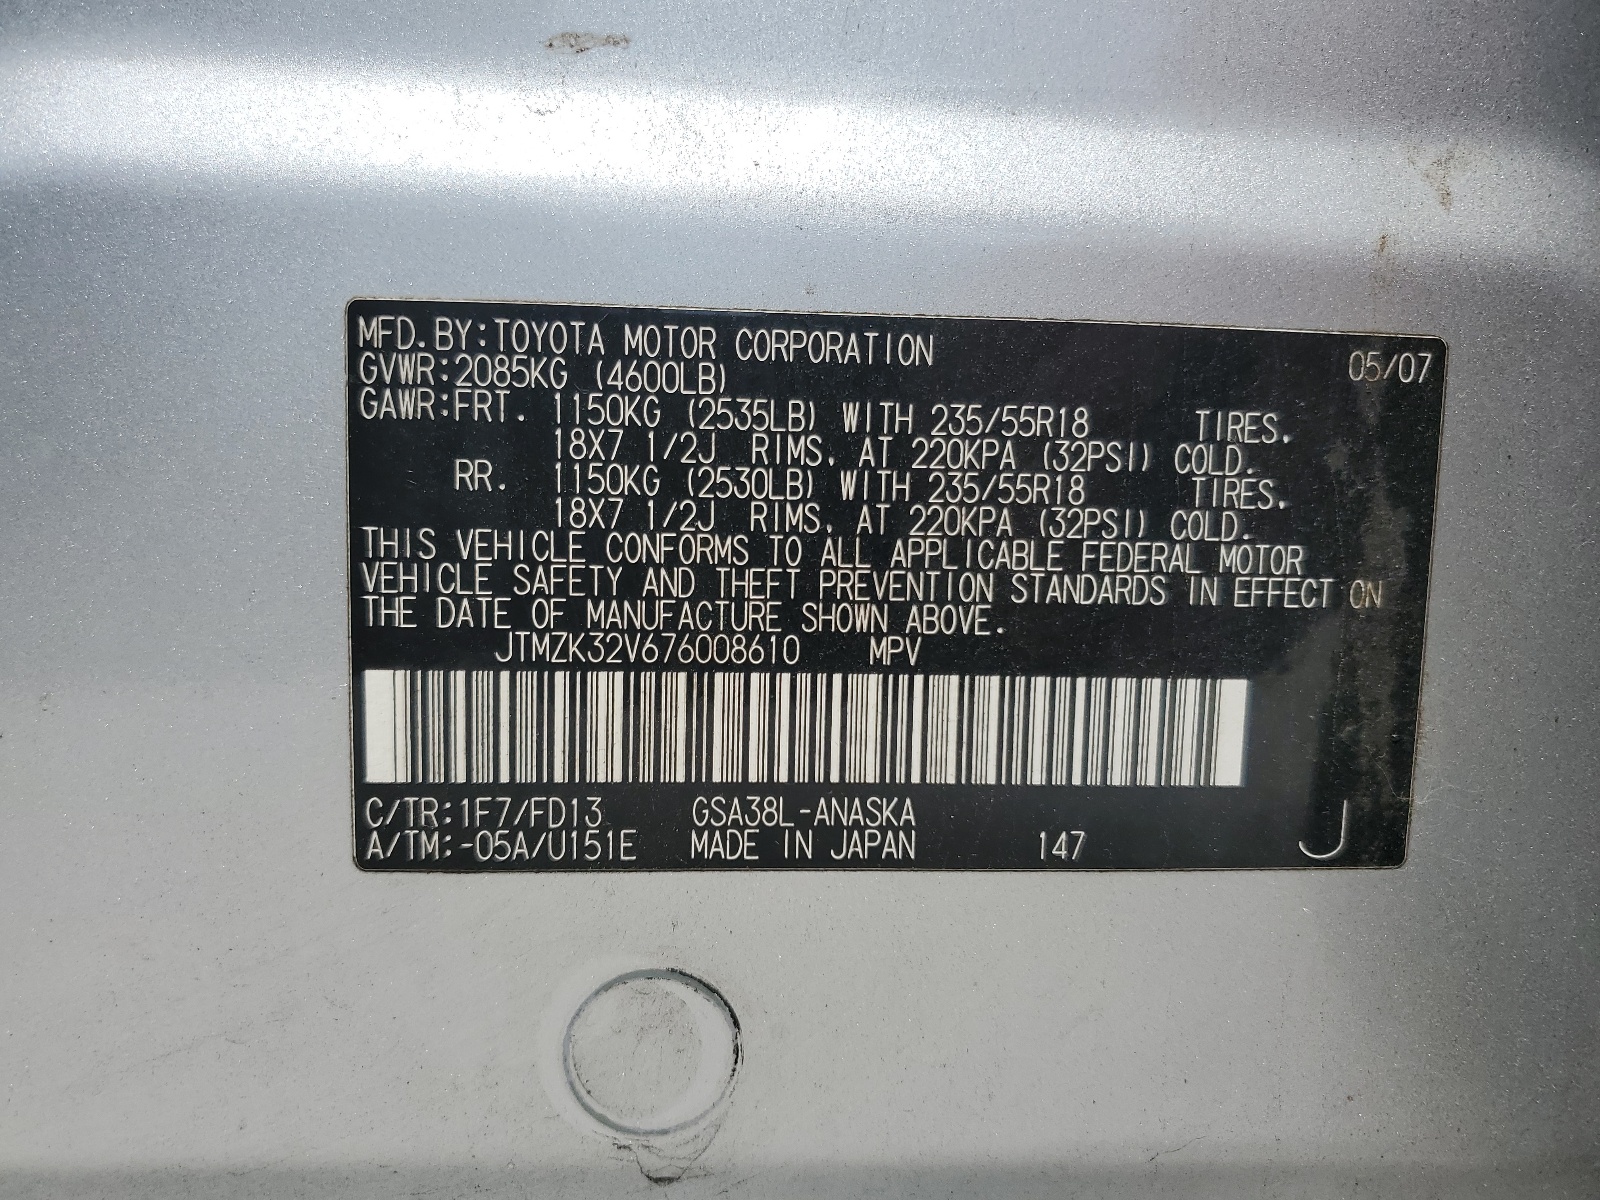 MFD. BY:TOYOTA MOTOR CORPORATION 05/07
GVWR:2085KG (4600LB)
GAWR:FRT. 1150KG (2535LB) WITH 235/55R18 TIRES.
18X7 1/2J RIMS, AT 220KPA (32PSI) COLD.
RR. 1150KG (2530LB) WITH 235/55R18 TIRES.
18X7 1/2J RIMS, AT 220KPA (32PSI) COLD.
THIS VEHICLE CONFORMS TO ALL APPLICABLE FEDERAL MOTOR
VEHICLE SAFETY AND THEFT PREVENTION STANDARDS IN EFFECT ON
THE DATE OF MANUFACTURE SHOWN ABOVE.
JTMZK32V676008610 MPV
C/TR:1F7/FD13 GSA38L-ANASKA
A/TM:-05A/U151E MADE IN JAPAN 147 J